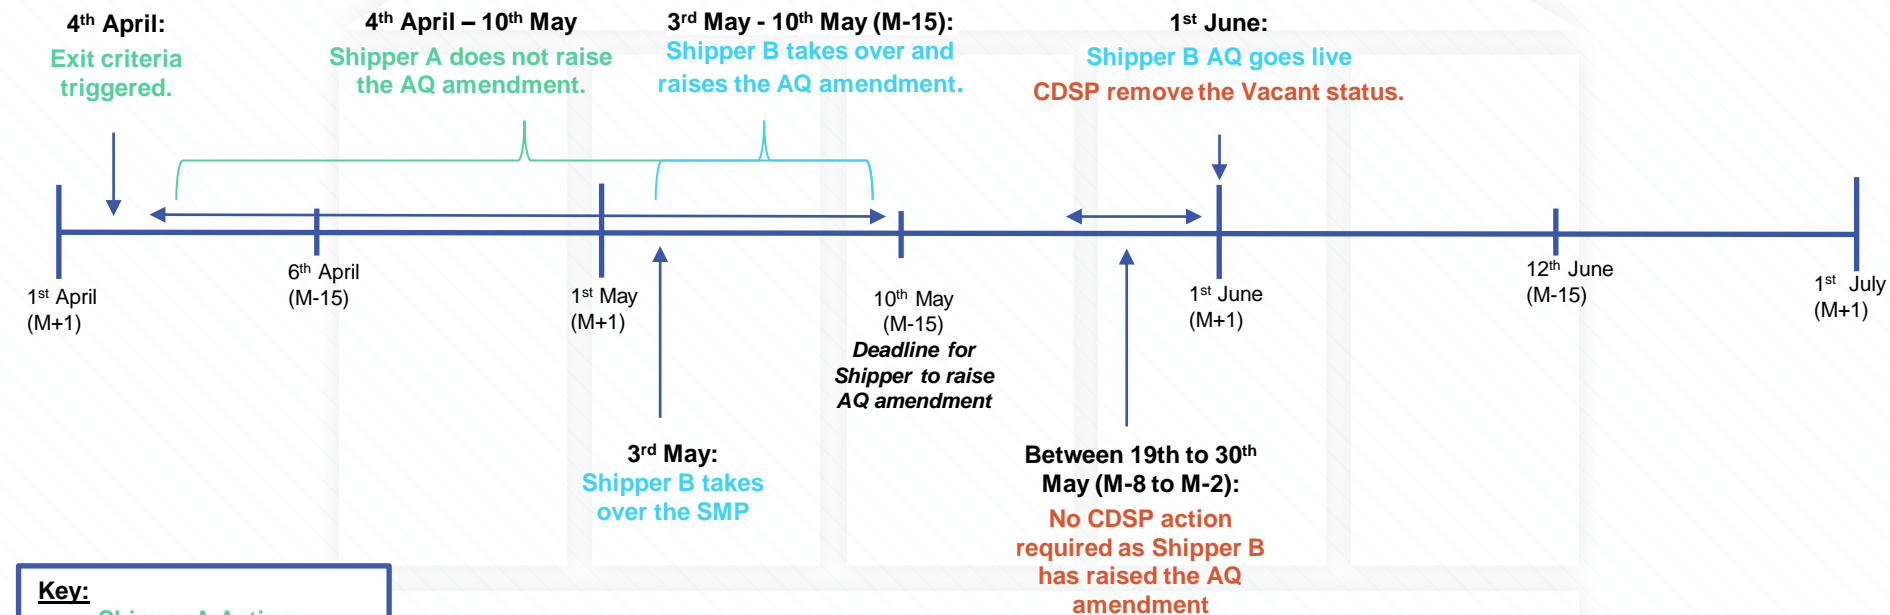 4th April:
Exit criteria
triggered.
4th April – 10th May
Shipper A does not raise
the AQ amendment.
3rd May - 10th May (M-15):
Shipper B takes over and
raises the AQ amendment.
1st June:
Shipper B AQ goes live
CDSP remove the Vacant status.
1st April
(M+1)
6th April
(M-15)
1st May
(M+1)
10th May
(M-15)
Deadline for
Shipper to raise
AQ amendment
1st June
(M+1)
12th June
(M-15)
1st July
(M+1)
3rd May:
Shipper B takes
over the SMP
Between 19th to 30th
May (M-8 to M-2):
No CDSP action
required as Shipper B
has raised the AQ
amendment
Key:
Shipper A Action